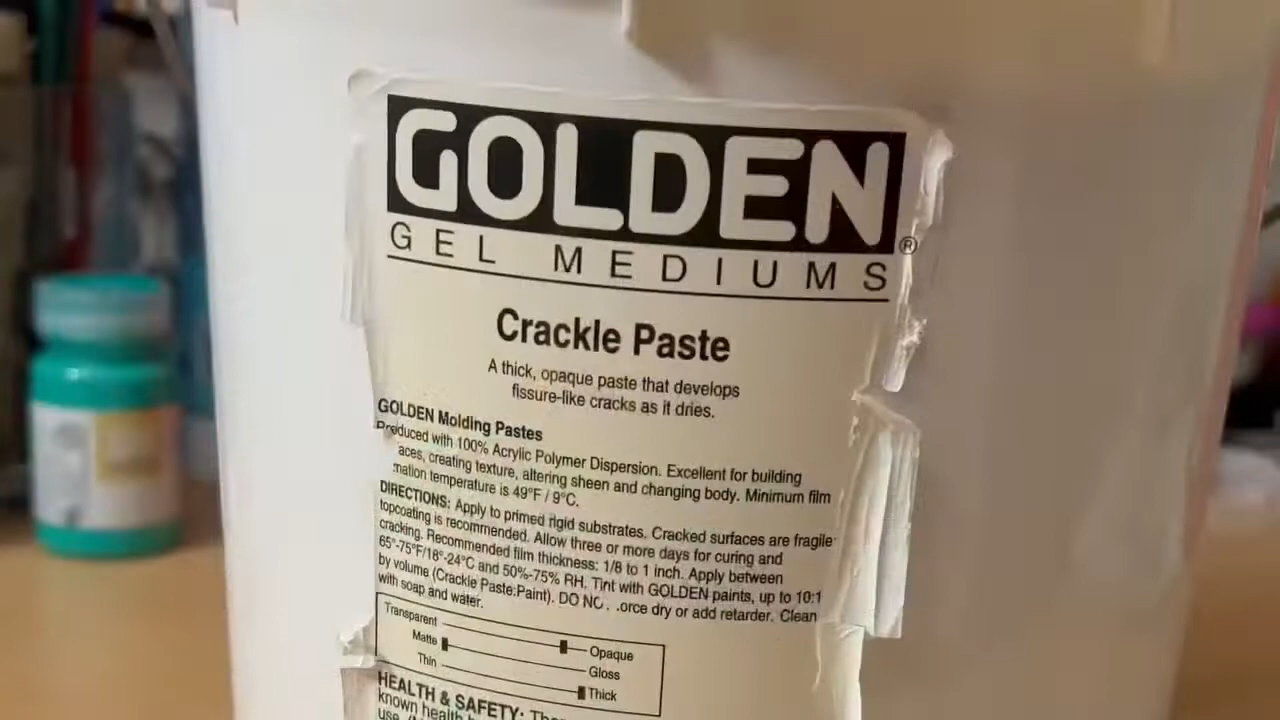 GOLDEN®
GEL MEDIUMS
Crackle Paste
A thick, opaque paste that develops
fissure-like cracks as it dries.
GOLDEN Molding Pastes
Produced with 100% Acrylic Polymer Dispersion. Excellent for building
aces, creating texture, altering sheen and changing body. Minimum film
mation temperature is 49°F / 9°C.
DIRECTIONS: Apply to primed rigid substrates. Cracked surfaces are fragile
topcoating is recommended. Allow three or more days for curing and
cracking. Recommended film thickness: 1/8 to 1 inch. Apply between
65°-75°F/18°-24°C and 50%-75% RH. Tint with GOLDEN paints, up to 10:1
by volume (Crackle Paste:Paint). DO NO orce dry or add retarder. Clean
with soap and water.
Transparent Opaque
Matte Gloss
Thin Thick
HEALTH & SAFETY:
known health
use.